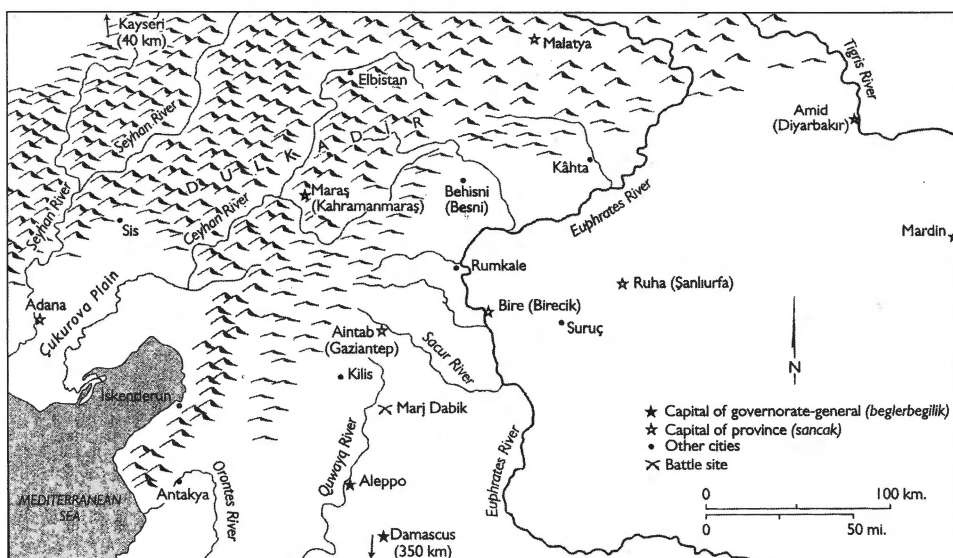 Kayseri
(40 km)
Malatya
Tigris River
Elbistan
Seyhan River
Amid
(Diyarbakır)
DULKADIR
Kâhta
Maraş
(Kahramanmaraş)
Behisni
(Besni)
Ceyhan River
Seyhan River
Sis
Euphrates River
Mardin
Rumkale
Ruha (Şanlıurfa)
Çukurova Plain
Adana
Bire (Birecik)
Suruç
Aintab
(Gaziantep)
Sacur River
N
Kilis
Iskenderun
Marj Dabik
Capital of governorate-general (beglerbegilik)
Capital of province (sancak)
Other cities
Battle site
Quwayq River
Euphrates River
Orontes River
Aleppo
Antakya
MEDITERRANEAN
SEA
0 100 km.
0 50 mi.
Damascus
(350 km)